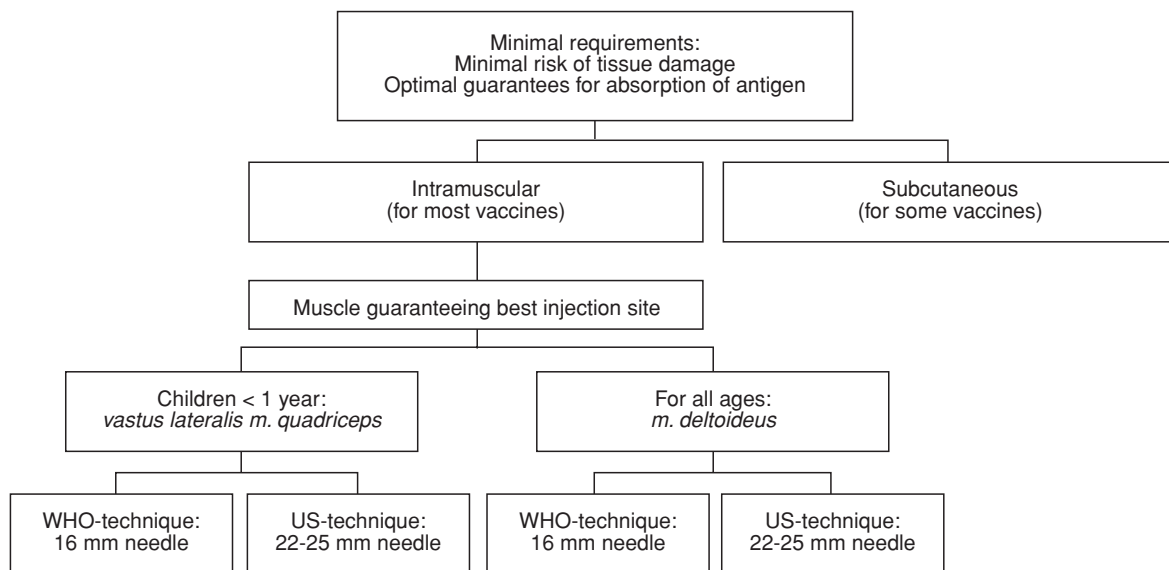 Minimal requirements:
Minimal risk of tissue damage
Optimal guarantees for absorption of antigen
Intramuscular
(for most vaccines)
Subcutaneous
(for some vaccines)
Muscle guaranteeing best injection site
Children < 1 year:
vastus lateralis m. quadriceps
For all ages:
m. deltoideus
WHO-technique:
16 mm needle
US-technique:
22-25 mm needle
WHO-technique:
16 mm needle
US-technique:
22-25 mm needle